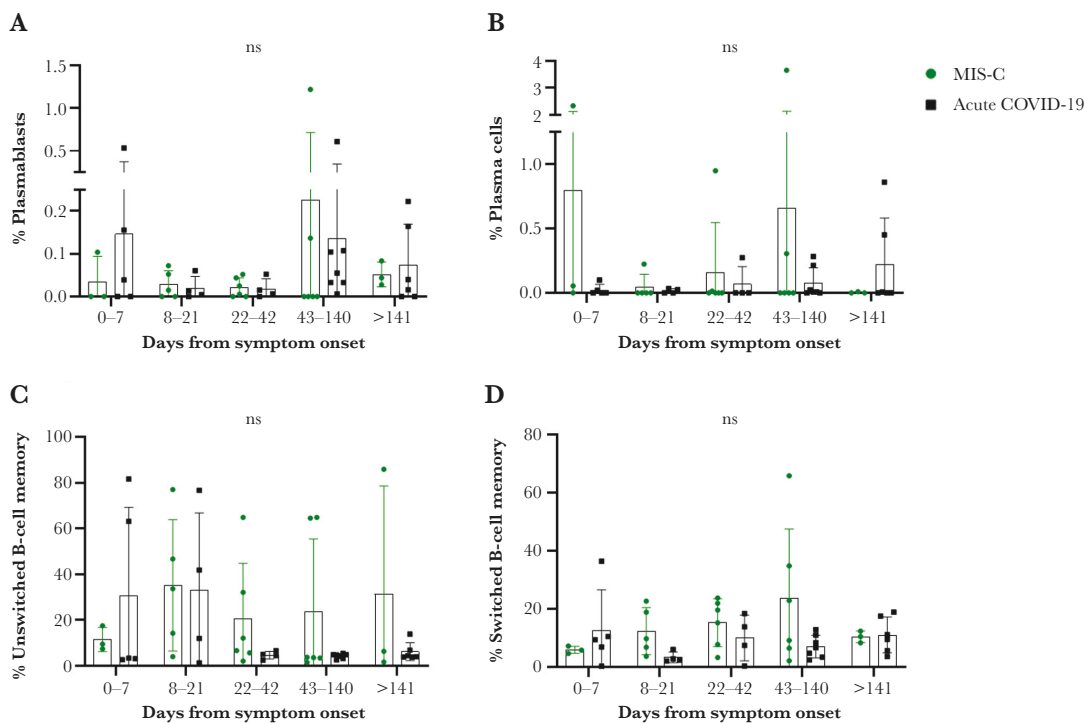 A
ns
% Plasmablasts
1.5
1.0
0.5
0.2
0.1
0.0
0–7
8–21
22–42
43–140
>141
Days from symptom onset
B
ns
% Plasma cells
4
3
2
1.0
0.5
0.0
0–7
8–21
22–42
43–140
>141
Days from symptom onset
MIS-C
Acute COVID-19
C
ns
% Unswitched B-cell memory
100
80
60
40
20
0
0–7
8–21
22–42
43–140
>141
Days from symptom onset
D
ns
% Switched B-cell memory
80
60
40
20
0
0–7
8–21
22–42
43–140
>141
Days from symptom onset